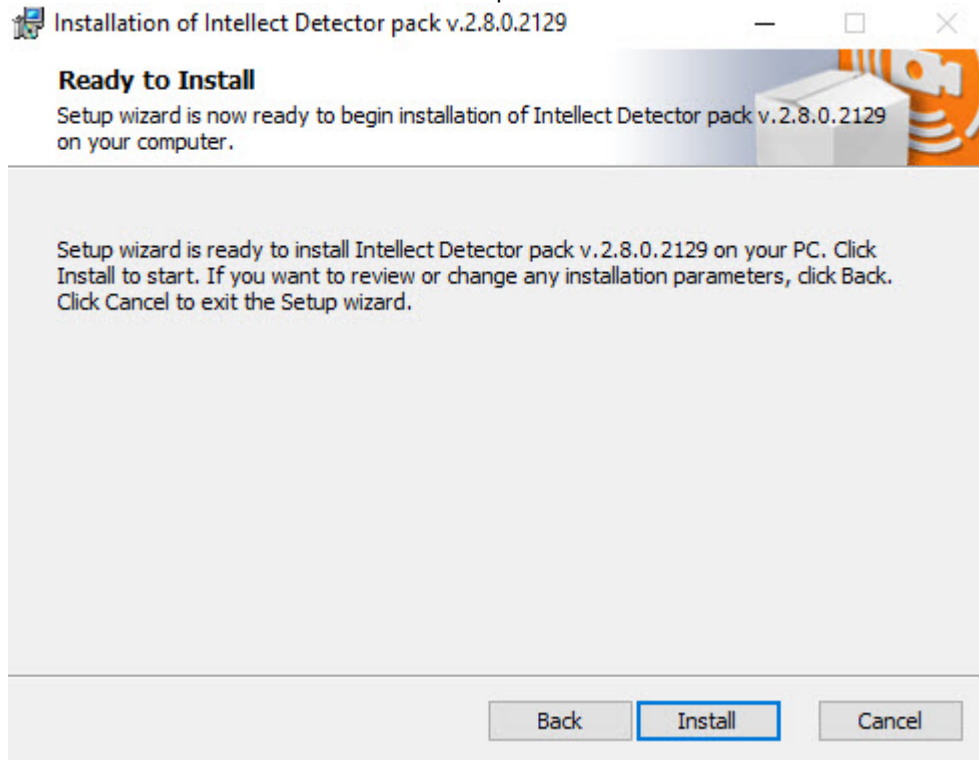 Installation of Intellect Detector pack v.2.8.0.2129
Ready to Install
Setup wizard is now ready to begin installation of Intellect Detector pack v.2.8.0.2129
on your computer.
Setup wizard is ready to install Intellect Detector pack v.2.8.0.2129 on your PC. Click
Install to start. If you want to review or change any installation parameters, click Back.
Click Cancel to exit the Setup wizard.
Back Install Cancel